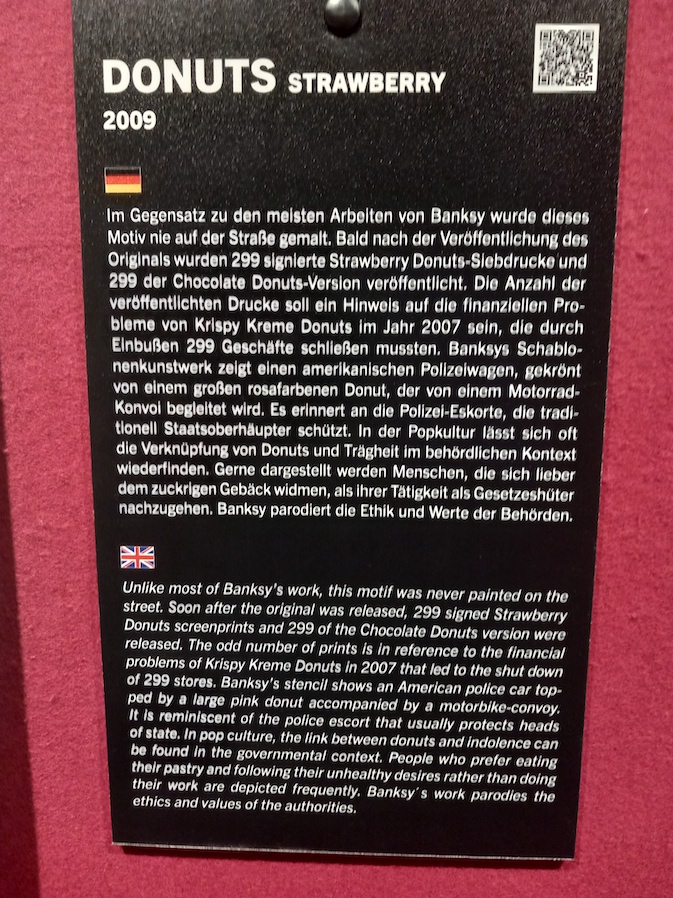 DONUTS STRAWBERRY
2009
Im Gegensatz zu den meisten Arbeiten von Banksy wurde dieses
Motiv nie auf der Straße gemalt. Bald nach der Veröffentlichung des
Originals wurden 299 signierte Strawberry Donuts-Siebdrucke und
299 der Chocolate Donuts-Version veröffentlicht. Die Anzahl der
veröffentlichten Drucke soll ein Hinweis auf die finanziellen Pro-
bleme von Krispy Kreme Donuts im Jahr 2007 sein, die durch
Einbußen 299 Geschäfte schließen mussten. Banksys Schablo-
nenkunstwerk zeigt einen amerikanischen Polizeiwagen, gekrönt
von einem großen rosafarbenen Donut, der von einem Motorrad-
Konvoi begleitet wird. Es erinnert an die Polizei-Eskorte, die tradi-
tionell Staatsoberhäupter schützt. In der Popkultur lässt sich oft
die Verknüpfung von Donuts und Trägheit im behördlichen Kontext
wiederfinden. Gerne dargestellt werden Menschen, die sich lieber
dem zuckrigen Gebäck widmen, als ihrer Tätigkeit als Gesetzeshüter
nachzugehen. Banksy parodiert die Ethik und Werte der Behörden.
Unlike most of Banksy's work, this motif was never painted on the
street. Soon after the original was released, 299 signed Strawberry
Donuts screenprints and 299 of the Chocolate Donuts version were
released. The odd number of prints is in reference to the financial
problems of Krispy Kreme Donuts in 2007 that led to the shut down
of 299 stores. Banksy's stencil shows an American police car top-
ped by a large pink donut accompanied by a motorbike-convoy.
It is reminiscent of the police escort that usually protects heads
of state. In pop culture, the link between donuts and indolence can
be found in the governmental context. People who prefer eating
their pastry and following their unhealthy desires rather than doing
their work are depicted frequently. Banksy´s work parodies the
ethics and values of the authorities.